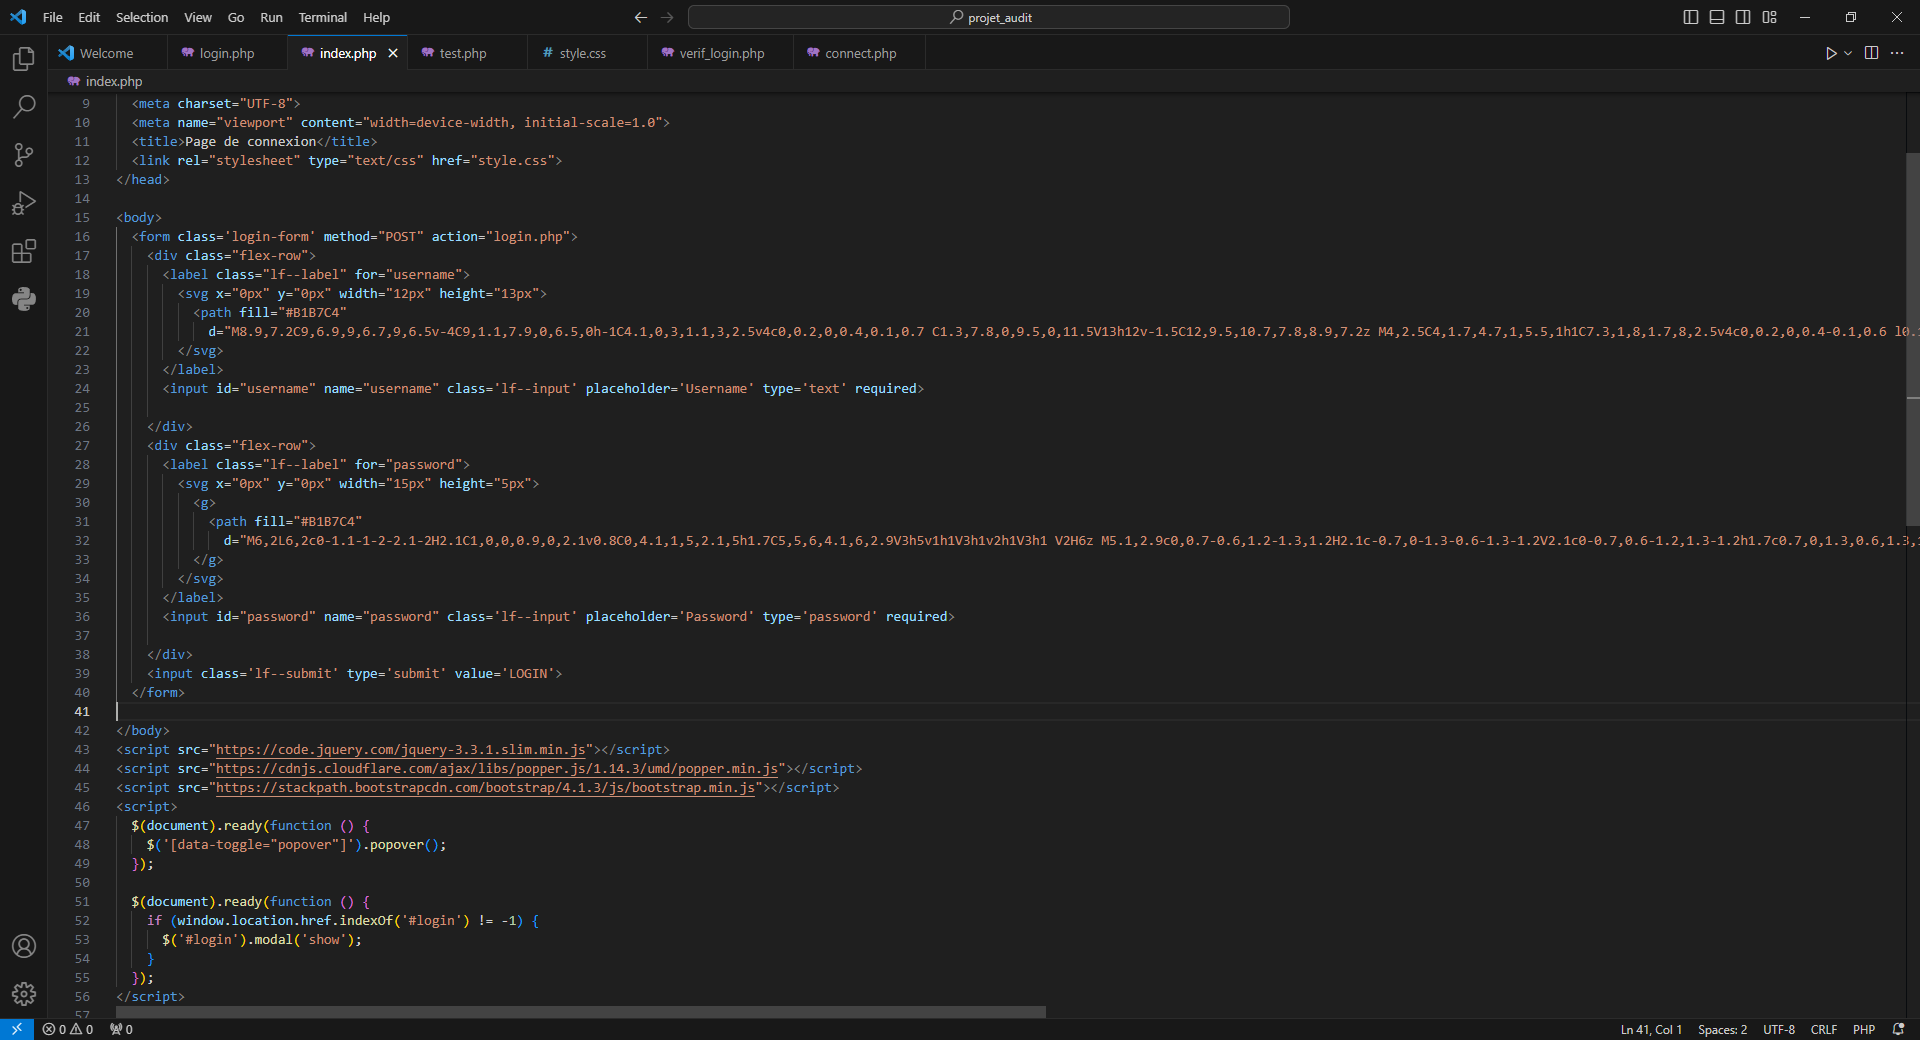 File Edit Selection View Go Run Terminal Help
projet_audit
Welcome login.php index.php test.php # style.css verif_login.php connect.php
index.php
9 <meta charset="UTF-8">
10 <meta name="viewport" content="width=device-width, initial-scale=1.0">
11 <title>Page de connexion</title>
12 <link rel="stylesheet" type="text/css" href="style.css">
13 </head>
14
15 <body>
16 <form class='login-form' method="POST" action="login.php">
17 <div class="flex-row">
18 <label class="lf--label" for="username">
19 <svg x="0px" y="0px" width="12px" height="13px">
20 <path fill="#B1B7C4"
21 d="M8.9,7.2C9,6.9,9,6.7,9,6.5v-4C9,1.1,7.9,0,6.5,0h-1C4.1,0,3,1.1,3,2.5v4c0,0.2,0,0.4,0.1,0.7 C1.3,7.8,0,9.5,0,11.5V13h12v-1.5C12,9.5,10.7,7.8,8.9,7.2z M4,2.5C4,1.7,4.7,1,5.5,1h1C7.3,1,8,1.7,8,2.5v4c0,0.2,0,0.4-0.1,0.6 l0.
22 </svg>
23 </label>
24 <input id="username" name="username" class='lf--input' placeholder='Username' type='text' required>
25
26 </div>
27 <div class="flex-row">
28 <label class="lf--label" for="password">
29 <svg x="0px" y="0px" width="15px" height="5px">
30 <g>
31 <path fill="#B1B7C4"
32 d="M6,2L6,2c0-1.1-1-2-2.1-2H2.1C1,0,0,0.9,0,2.1v0.8C0,4.1,1,5,2.1,5h1.7C5,5,6,4.1,6,2.9V3h5v1h1V3h1v2h1V3h1 V2H6z M5.1,2.9c0,0.7-0.6,1.2-1.3,1.2H2.1c-0.7,0-1.3-0.6-1.3-1.2V2.1c0-0.7,0.6-1.2,1.3-1.2h1.7c0.7,0,1.3,0.6,1.3,
33 </g>
34 </svg>
35 </label>
36 <input id="password" name="password" class='lf--input' placeholder='Password' type='password' required>
37
38 </div>
39 <input class='lf--submit' type='submit' value='LOGIN'>
40 </form>
41
42 </body>
43 <script src="https://code.jquery.com/jquery-3.3.1.slim.min.js"></script>
44 <script src="https://cdnjs.cloudflare.com/ajax/libs/popper.js/1.14.3/umd/popper.min.js"></script>
45 <script src="https://stackpath.bootstrapcdn.com/bootstrap/4.1.3/js/bootstrap.min.js"></script>
46 <script>
47 $(document).ready(function () {
48 $('[data-toggle="popover"]').popover();
49 });
50
51 $(document).ready(function () {
52 if (window.location.href.indexOf('#login') != -1) {
53 $('#login').modal('show');
54 }
55 });
56 </script>
57
0 0 0 Ln 41, Col 1 Spaces: 2 UTF-8 CRLF PHP